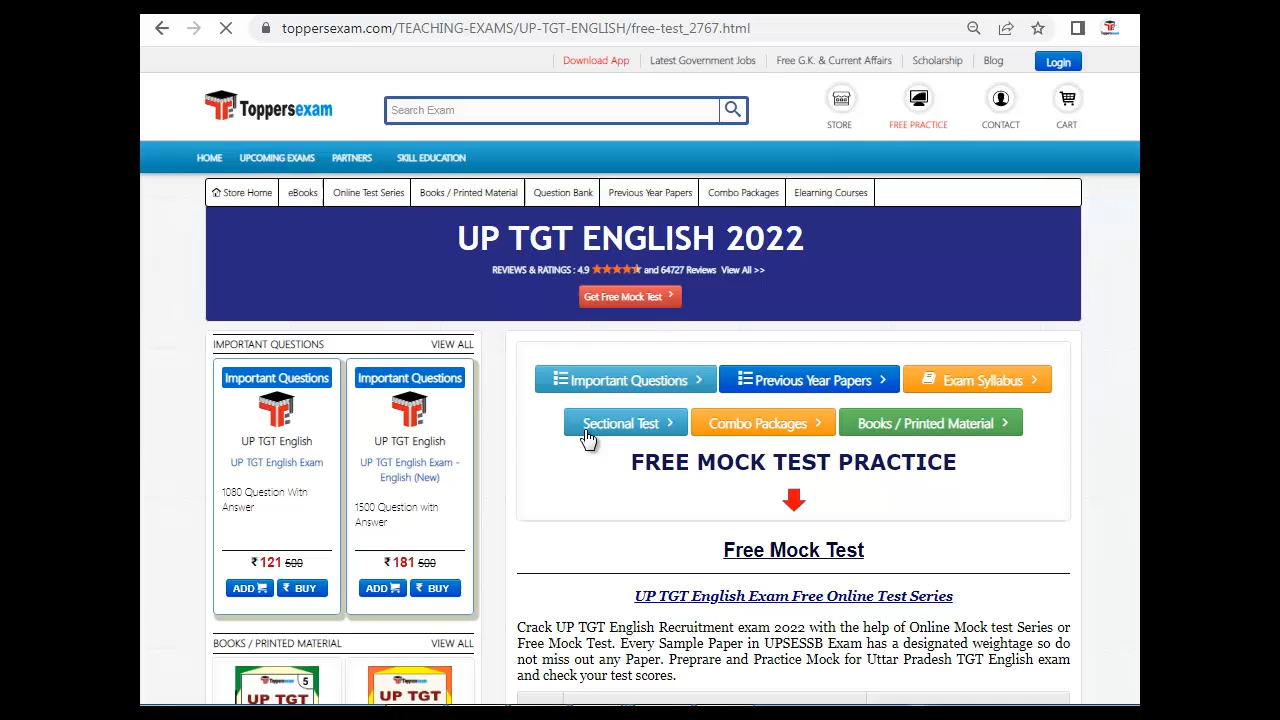 toppersexam.com/TEACHING-EXAMS/UP-TGT-ENGLISH/free-test_2767.html
Download App Latest Government Jobs Free G.K. & Current Affairs Scholarship Blog Login
Toppersexam
Search Exam
STORE FREE PRACTICE CONTACT CART
HOME UPCOMING EXAMS PARTNERS SKILL EDUCATION
Store Home eBooks Online Test Series Books / Printed Material Question Bank Previous Year Papers Combo Packages Elearning Courses
UP TGT ENGLISH 2022
REVIEWS & RATINGS : 4.9 and 64727 Reviews View All >>
Get Free Mock Test
IMPORTANT QUESTIONS VIEW ALL
Important Questions
UP TGT English
UP TGT English Exam
1080 Question With
Answer
₹ 121 500
ADD ₹ BUY
Important Questions
UP TGT English
UP TGT English Exam -
English (New)
1500 Question with
Answer
₹ 181 500
ADD ₹ BUY
BOOKS / PRINTED MATERIAL VIEW ALL
Toppersexam 5
UP TGT
Toppersexam
UP TGT
Important Questions Previous Year Papers Exam Syllabus
Sectional Test Combo Packages Books / Printed Material
FREE MOCK TEST PRACTICE
Free Mock Test
UP TGT English Exam Free Online Test Series
Crack UP TGT English Recruitment exam 2022 with the help of Online Mock test Series or
Free Mock Test. Every Sample Paper in UPSESSB Exam has a designated weightage so do
not miss out any Paper. Preprare and Practice Mock for Uttar Pradesh TGT English exam
and check your test scores.